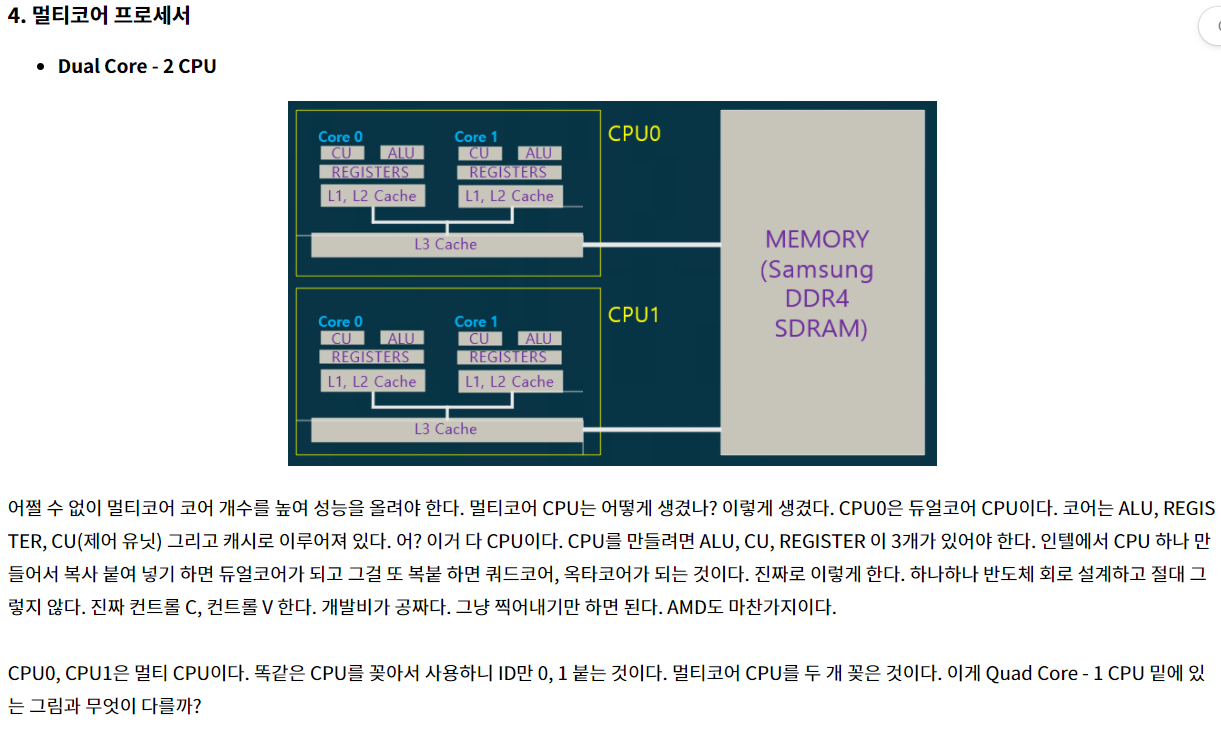 4. 멀티코어 프로세서
• Dual Core - 2 CPU
CPU0
Core 0 Core 1
CU ALU CU ALU
REGISTERS REGISTERS
L1, L2 Cache L1, L2 Cache
L3 Cache
CPU1
Core 0 Core 1
CU ALU CU ALU
REGISTERS REGISTERS
L1, L2 Cache L1, L2 Cache
L3 Cache
MEMORY
(Samsung
DDR4
SDRAM)
어쩔 수 없이 멀티코어 코어 개수를 높여 성능을 올려야 한다. 멀티코어 CPU는 어떻게 생겼나? 이렇게 생겼다. CPU0은 듀얼코어 CPU이다. 코어는 ALU, REGIS
TER, CU(제어 유닛) 그리고 캐시로 이루어져 있다. 어? 이거 다 CPU이다. CPU를 만들려면 ALU, CU, REGISTER 이 3개가 있어야 한다. 인텔에서 CPU 하나 만
들어서 복사 붙여 넣기 하면 듀얼코어가 되고 그걸 또 복붙 하면 쿼드코어, 옥타코어가 되는 것이다. 진짜로 이렇게 한다. 하나하나 반도체 회로 설계하고 절대 그
렇지 않다. 진짜 컨트롤 C, 컨트롤 V 한다. 개발비가 공짜다. 그냥 찍어내기만 하면 된다. AMD도 마찬가지이다.
CPU0, CPU1은 멀티 CPU이다. 똑같은 CPU를 꽂아서 사용하니 ID만 0, 1 붙는 것이다. 멀티코어 CPU를 두 개 꽂은 것이다. 이게 Quad Core - 1 CPU 밑에 있
는 그림과 무엇이 다를까?